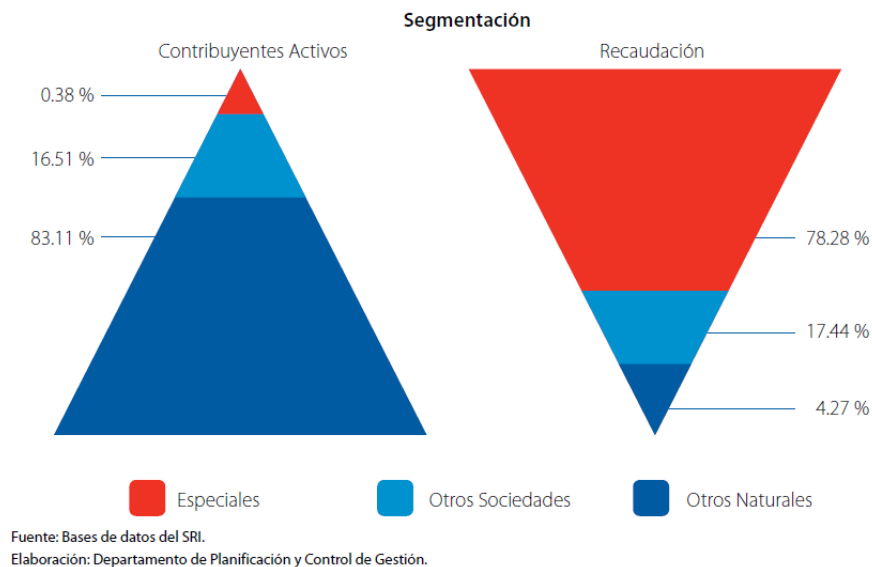 Segmentación
Contribuyentes Activos
Recaudación
0.38 %
16.51 %
83.11 %
78.28 %
17.44 %
4.27 %
Especiales
Otros Sociedades
Otros Naturales
Fuente: Bases de datos del SRI.
Elaboración: Departamento de Planificación y Control de Gestión.